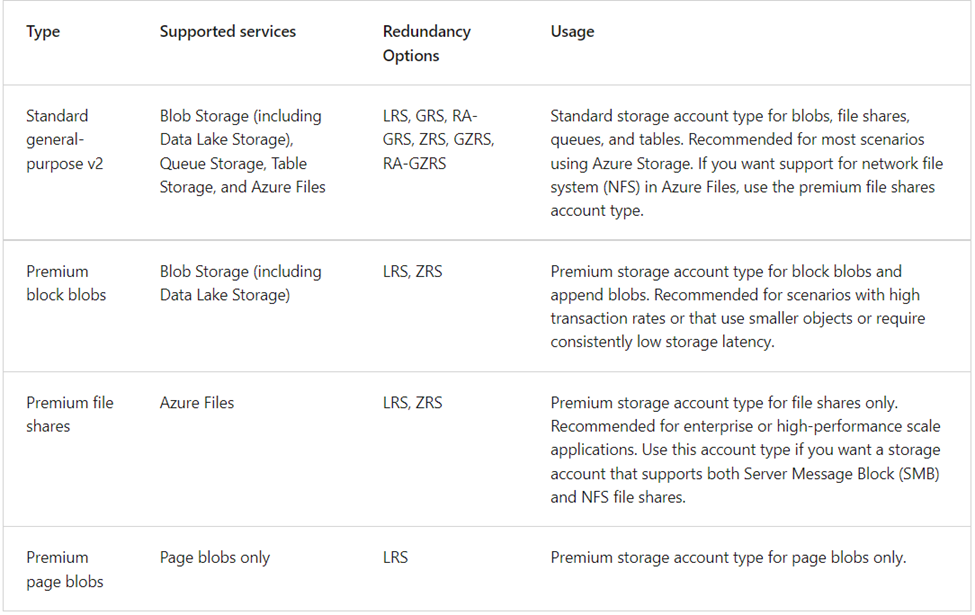 Type
Supported services
Redundancy
Options
Usage
Standard
general-
purpose v2
Blob Storage (including
Data Lake Storage),
Queue Storage, Table
Storage, and Azure Files
LRS, GRS, RA-
GRS, ZRS, GZRS,
RA-GZRS
Standard storage account type for blobs, file shares,
queues, and tables. Recommended for most scenarios
using Azure Storage. If you want support for network file
system (NFS) in Azure Files, use the premium file shares
account type.
Premium
block blobs
Blob Storage (including
Data Lake Storage)
LRS, ZRS
Premium storage account type for block blobs and
append blobs. Recommended for scenarios with high
transaction rates or that use smaller objects or require
consistently low storage latency.
Premium file
shares
Azure Files
LRS, ZRS
Premium storage account type for file shares only.
Recommended for enterprise or high-performance scale
applications. Use this account type if you want a storage
account that supports both Server Message Block (SMB)
and NFS file shares.
Premium
page blobs
Page blobs only
LRS
Premium storage account type for page blobs only.